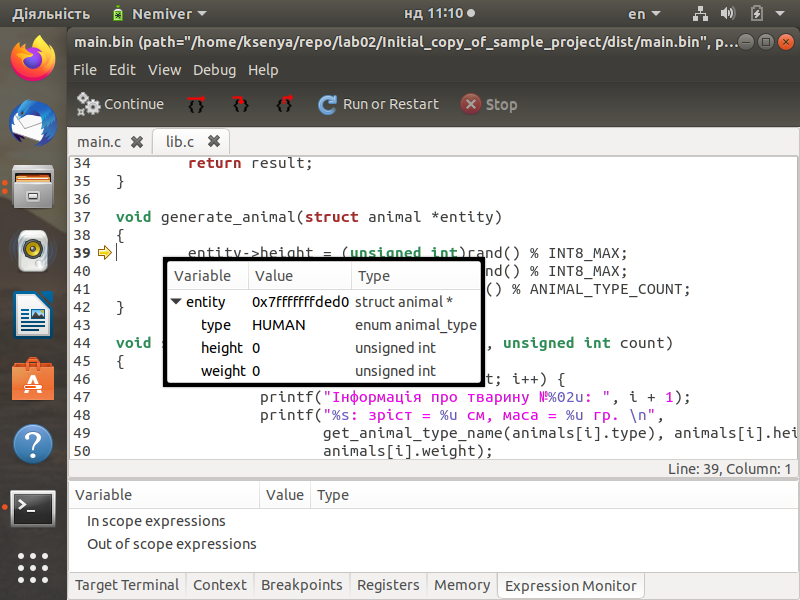 Діяльність Nemiver нд 11:10 en
main.bin (path="/home/ksenya/repo/lab02/Initial_copy_of_sample_project/dist/main.bin", p...
File Edit View Debug Help
Continue Run or Restart Stop
main.c lib.c
34 return result;
35 }
36
37 void generate_animal(struct animal *entity)
38 {
39 entity->height = (unsigned int)rand() % INT8_MAX;
40 nd() % INT8_MAX;
41 () % ANIMAL_TYPE_COUNT;
42 }
43
44 void , unsigned int count)
45 {
46 t; i++) {
47 printf("Інформація про тварину №%02u: ", i + 1);
48 printf("%s: зріст = %u см, маса = %u гр. \n",
49 get_animal_type_name(animals[i].type), animals[i].hei
50 animals[i].weight);
Variable Value Type
entity 0x7fffffffded0 struct animal *
type HUMAN enum animal_type
height 0 unsigned int
weight 0 unsigned int
Line: 39, Column: 1
Variable Value Type
In scope expressions
Out of scope expressions
Target Terminal Context Breakpoints Registers Memory Expression Monitor